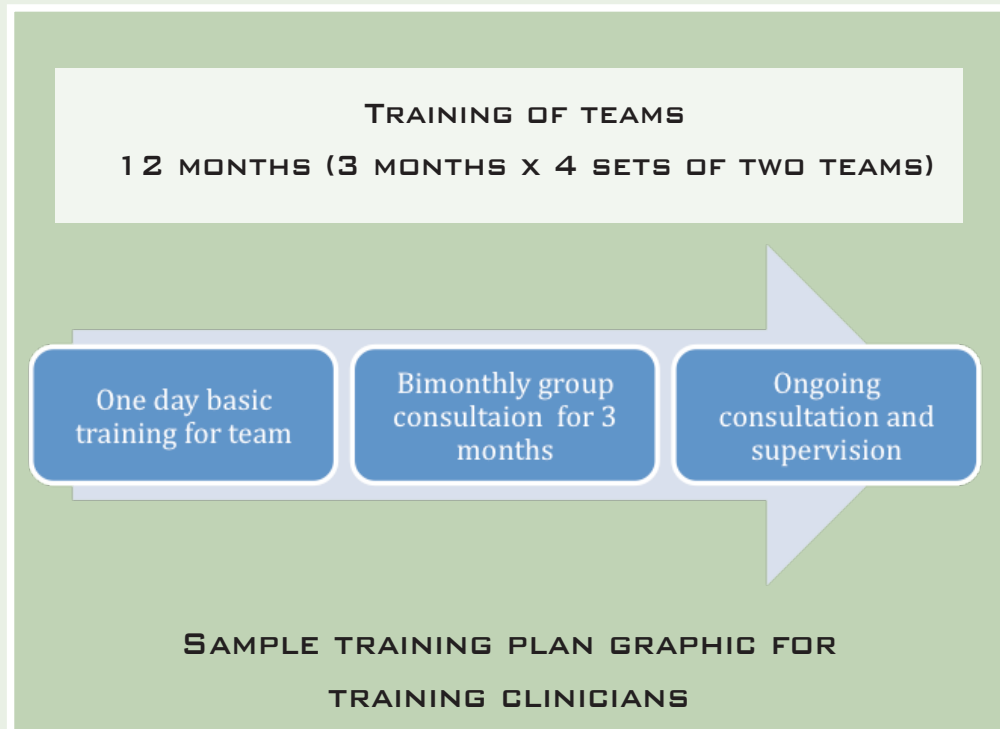 TRAINING OF TEAMS
12 MONTHS (3 MONTHS X 4 SETS OF TWO TEAMS)
One day basic
training for team
Bimonthly group
consultaion for 3
months
Ongoing
consultation and
supervision
SAMPLE TRAINING PLAN GRAPHIC FOR
TRAINING CLINICIANS